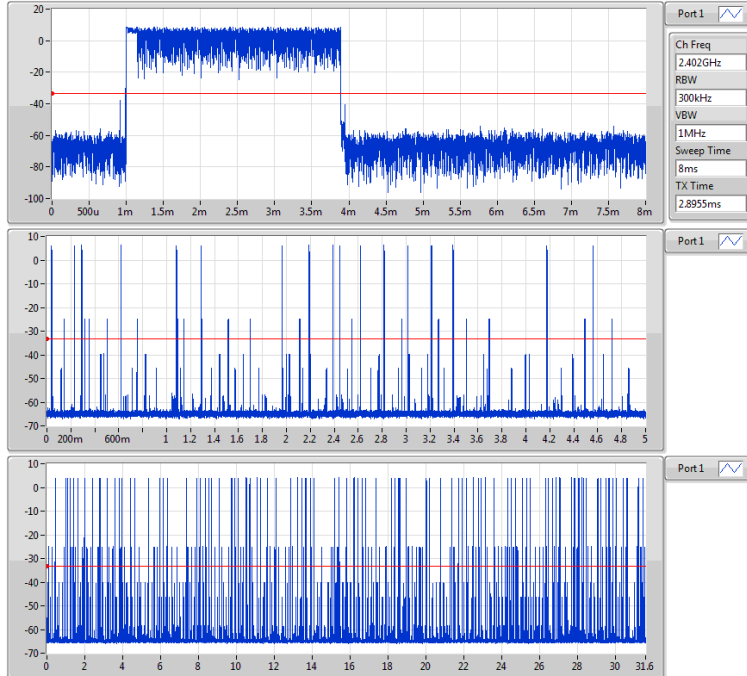 20
0
-20
-40
-60
-80
-100
0 500u 1m 1.5m 2m 2.5m 3m 3.5m 4m 4.5m 5m 5.5m 6m 6.5m 7m 7.5m 8m
Port 1
Ch Freq
2.402GHz
RBW
300kHz
VBW
1MHz
Sweep Time
8ms
TX Time
2.8955ms
10
0
-10
-20
-30
-40
-50
-60
-70
0 200m 600m 1 1.2 1.4 1.6 1.8 2 2.2 2.4 2.6 2.8 3 3.2 3.4 3.6 3.8 4 4.2 4.4 4.6 4.8 5
Port 1
10
0
-10
-20
-30
-40
-50
-60
-70
0 2 4 6 8 10 12 14 16 18 20 22 24 26 28 30 31.6
Port 1